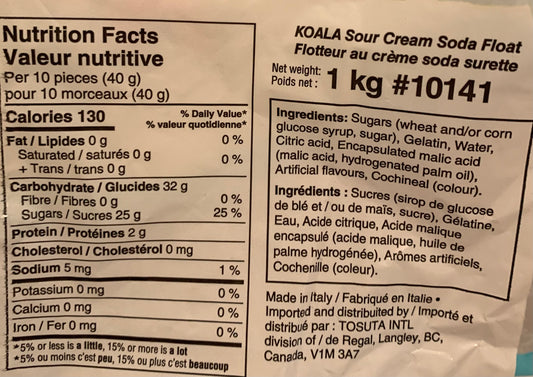 Nutrition Facts
Valeur nutritive
Per 10 pieces (40 g)
pour 10 morceaux (40 g)
Calories 130
% Daily Value*
% valeur quotidienne*
Fat / Lipides 0 g 0 %
Saturated / saturés 0 g
+ Trans / trans 0 g 0 %
Carbohydrate / Glucides 32 g
Fibre / Fibres 0 g 0 %
Sugars / Sucres 25 g 25 %
Protein / Protéines 2 g
Cholesterol / Cholestérol 0 mg
Sodium 5 mg 1 %
Potassium 0 mg 0 %
Calcium 0 mg 0 %
Iron / Fer 0 mg 0 %
*5% or less is a little, 15% or more is a lot
*5% ou moins c'est peu, 15% ou plus c'est beaucoup
KOALA Sour Cream Soda Float
Flotteur au crème soda surette
Net weight:
Poids net : 1 kg #10141
Ingredients: Sugars (wheat and/or corn
glucose syrup, sugar), Gelatin, Water,
Citric acid, Encapsulated malic acid
(malic acid, hydrogenated palm oil),
Artificial flavours, Cochineal (colour).
Ingrédients : Sucres (sirop de glucose
de blé et / ou de maïs, sucre), Gélatine,
Eau, Acide citrique, Acide malique
encapsulé (acide malique, huile de
palme hydrogénée), Arômes artificiels,
Cochenille (coleur).
Made in Italy / Fabriqué en Italie •
Imported and distribuited by / Importé et
distribué par : TOSUTA INTL
division of / de Regal, Langley, BC,
Canada, V1M 3A7